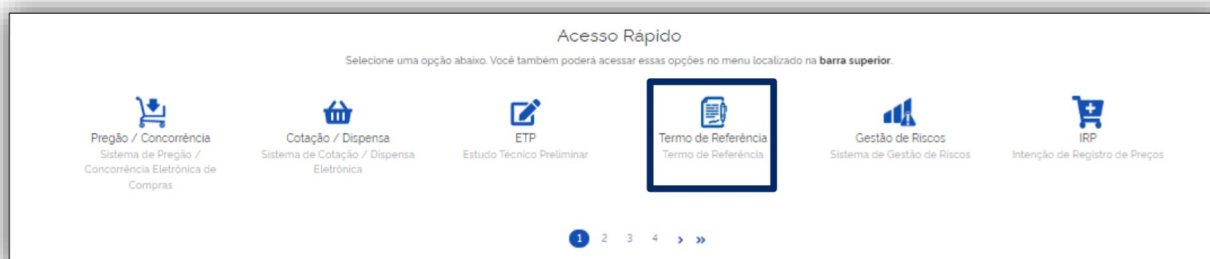 Acesso Rápido
Selecione uma opção abaixo. Você também poderá acessar essas opções no menu localizado na barra superior.
Pregão / Concorrência
Sistema de Pregão /
Concorrência Eletrônica de
Compras
Cotação / Dispensa
Sistema de Cotação / Dispensa
Eletrônica
ETP
Estudo Técnico Preliminar
Termo de Referência
Termo de Referência
Gestão de Riscos
Sistema de Gestão de Riscos
IRP
Intenção de Registro de Preços
1 2 3 4 › »